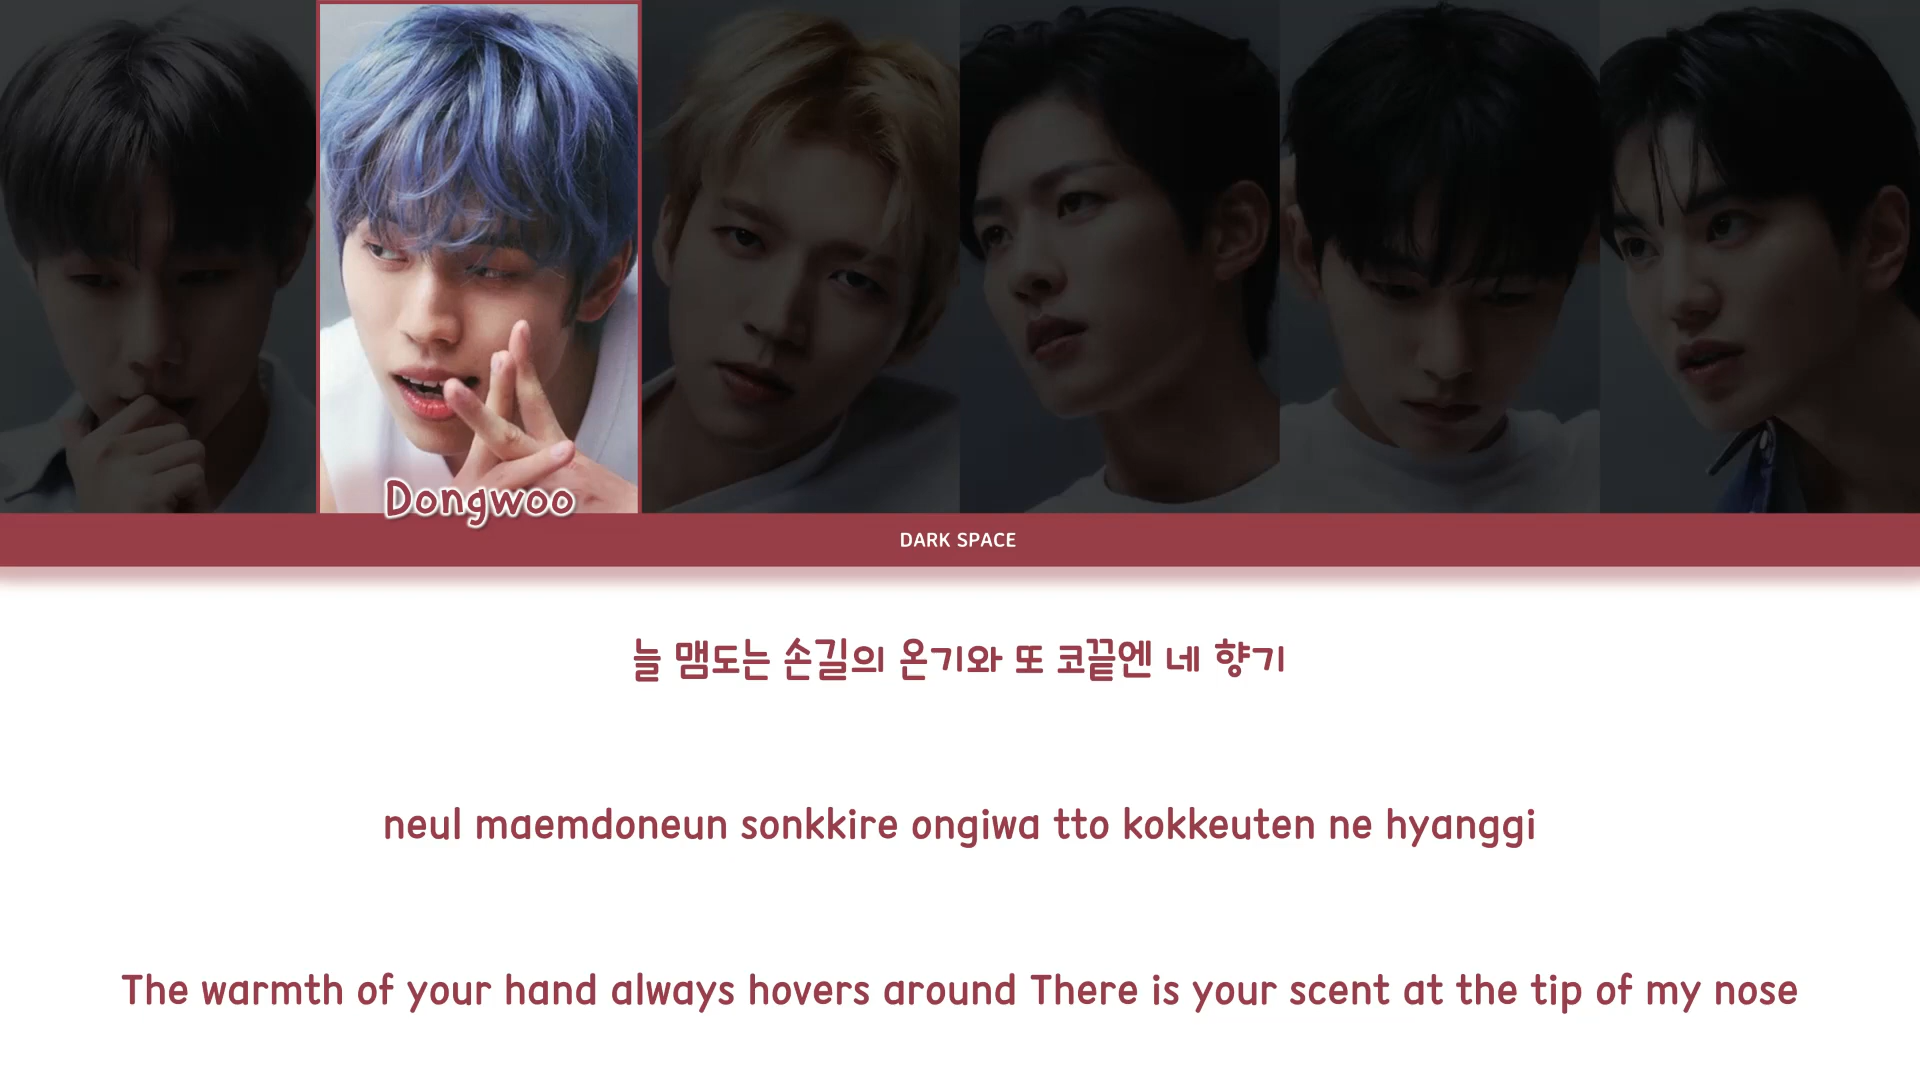 Dongwoo
DARK SPACE
늘 맴도는 손길의 온기와 또 코끝엔 네 향기
neul maemdoneun sonkkire ongiwa tto kokkeuten ne hyanggi
The warmth of your hand always hovers around There is your scent at the tip of my nose